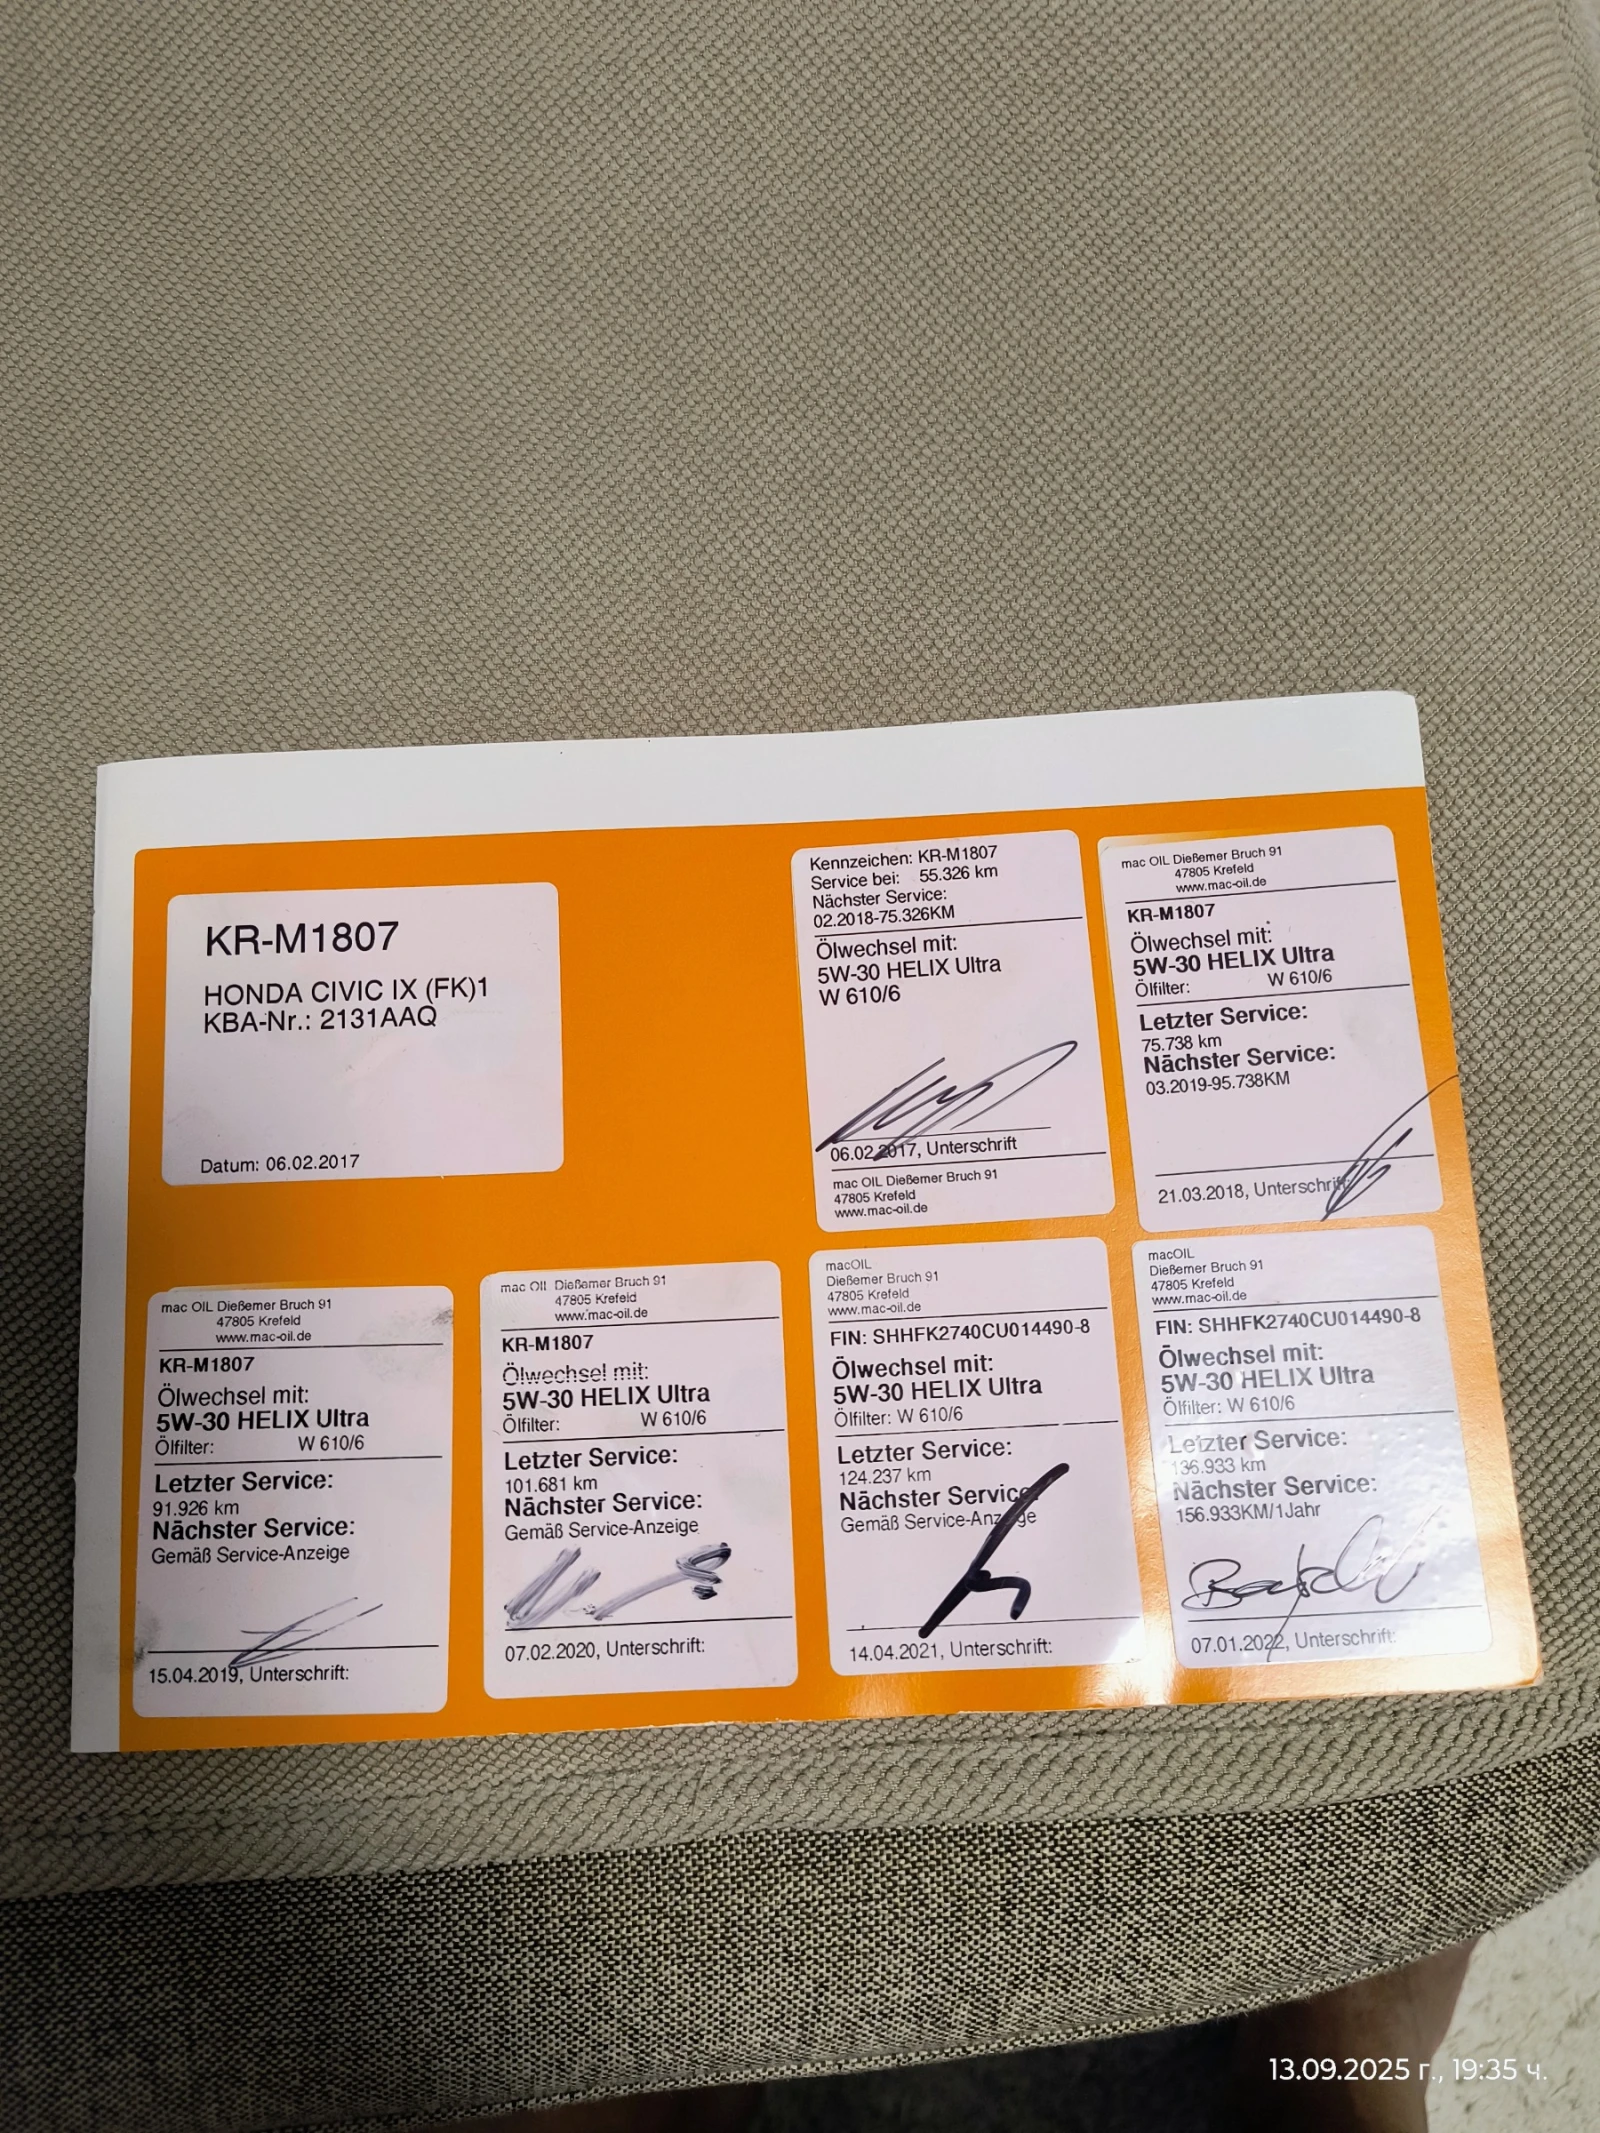 KR-M1807
HONDA CIVIC IX (FK)1
KBA-Nr.: 2131AAQ
Datum: 06.02.2017
Kennzeichen: KR-M1807
Service bei: 55.326 km
Nächster Service:
02.2018-75.326KM
Ölwechsel mit:
5W-30 HELIX Ultra
W 610/6
06.02.2017, Unterschrift
mac OIL Dießemer Bruch 91
47805 Krefeld
www.mac-oil.de
mac OIL Dießemer Bruch 91
47805 Krefeld
www.mac-oil.de
KR-M1807
Ölwechsel mit:
5W-30 HELIX Ultra
Ölfilter: W 610/6
Letzter Service:
75.738 km
Nächster Service:
03.2019-95.738KM
21.03.2018, Unterschrift:
mac OIL Dießemer Bruch 91
47805 Krefeld
www.mac-oil.de
KR-M1807
Ölwechsel mit:
5W-30 HELIX Ultra
Ölfilter: W 610/6
Letzter Service:
91.926 km
Nächster Service:
Gemäß Service-Anzeige
15.04.2019, Unterschrift:
mac OIL Dießemer Bruch 91
47805 Krefeld
www.mac-oil.de
KR-M1807
Ölwechsel mit:
5W-30 HELIX Ultra
Ölfilter: W 610/6
Letzter Service:
101.681 km
Nächster Service:
Gemäß Service-Anzeige
07.02.2020, Unterschrift:
macOIL
Dießemer Bruch 91
47805 Krefeld
www.mac-oil.de
FIN: SHHFK2740CU014490-8
Ölwechsel mit:
5W-30 HELIX Ultra
Ölfilter: W 610/6
Letzter Service:
124.237 km
Nächster Service:
Gemäß Service-Anzeige
14.04.2021, Unterschrift:
macOIL
Dießemer Bruch 91
47805 Krefeld
www.mac-oil.de
FIN: SHHFK2740CU014490-8
Ölwechsel mit:
5W-30 HELIX Ultra
Ölfilter: W 610/6
Letzter Service:
136.933 km
Nächster Service:
156.933KM/1Jahr
07.01.2022, Unterschrift:
13.09.2025 г., 19:35 ч.